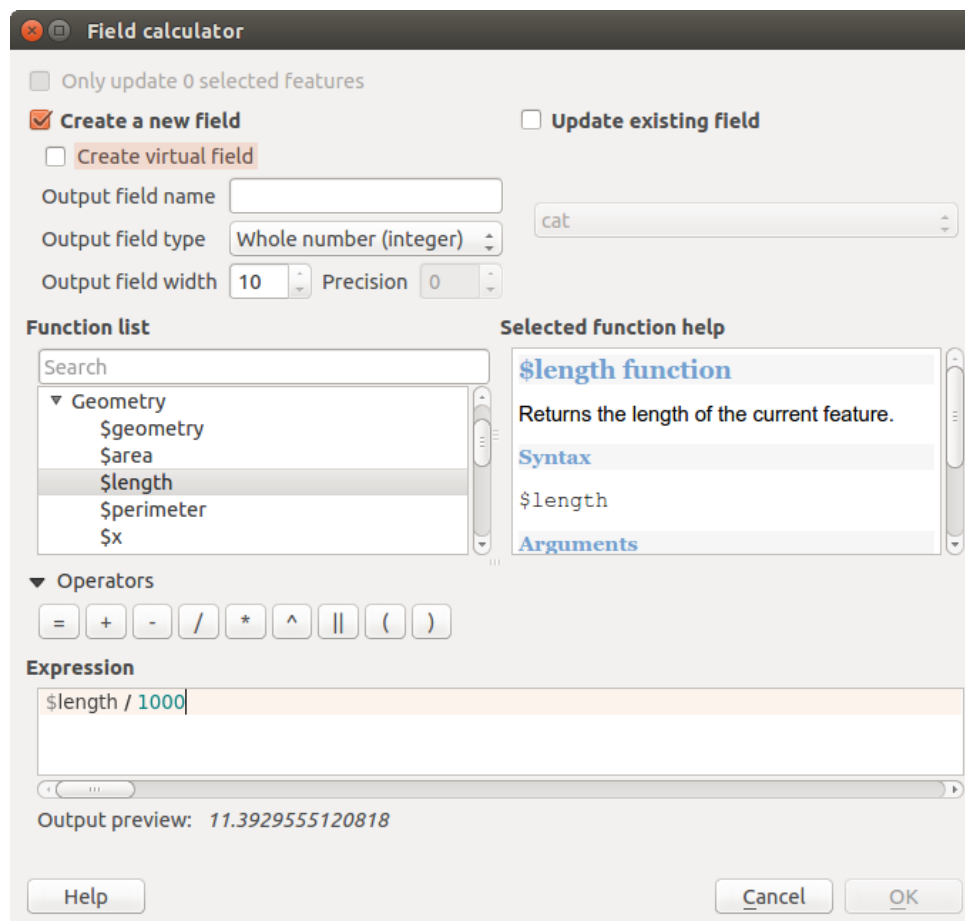 Field calculator
Only update 0 selected features
Create a new field
Update existing field
Create virtual field
Output field name
cat
Output field type Whole number (integer)
Output field width 10 Precision 0
Function list
Selected function help
Search
Geometry
$geometry
$area
$length
$perimeter
$x
$length function
Returns the length of the current feature.
Syntax
$length
Arguments
Operators
= + - / * ^ || ( )
Expression
$length / 1000
Output preview: 11.3929555120818
Help Cancel OK